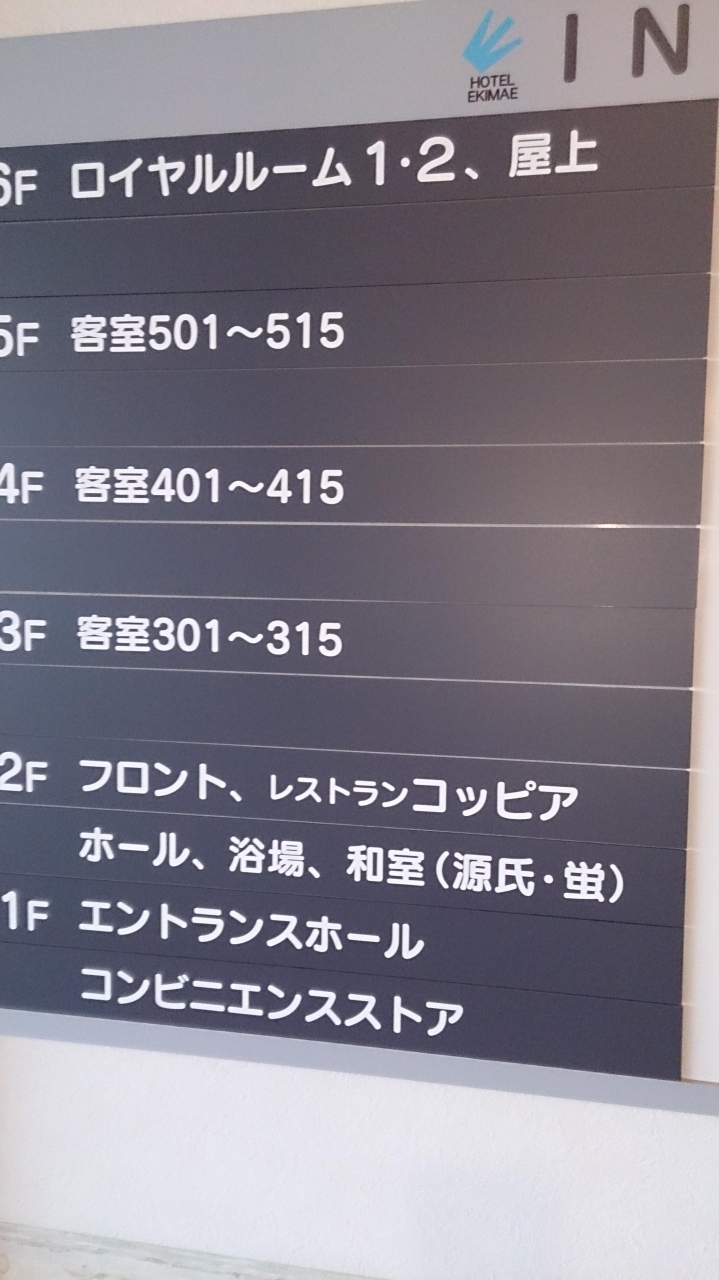 HOTEL
EKIMAE
IN
6F ロイヤルルーム1・2、屋上
5F 客室501〜515
4F 客室401〜415
3F 客室301〜315
2F フロント、レストランコッピア
ホール、浴場、和室(源氏・蛍)
1F エントランスホール
コンビニエンスストア